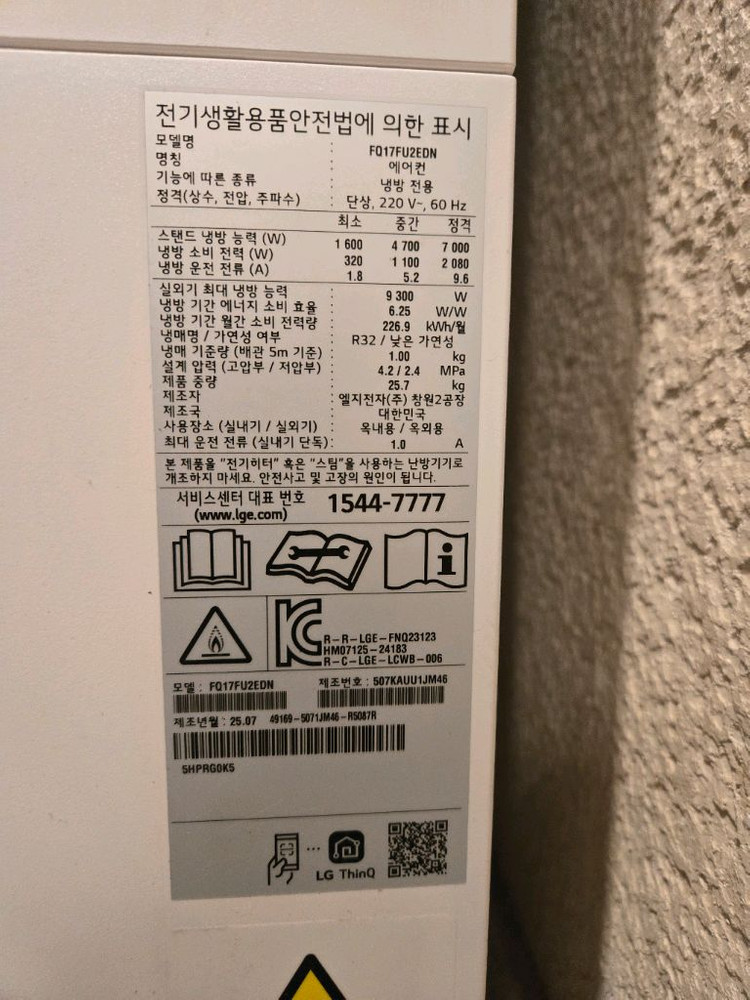 전기생활용품안전법에 의한 표시
모델명 : FQ17FU2EDN
명칭 : 에어컨
기능에 따른 종류 : 냉방 전용
정격(상수, 전압, 주파수) : 단상, 220 V~, 60 Hz
최소 중간 정격
스탠드 냉방 능력 (W) : 1 600 4 700 7 000
냉방 소비 전력 (W) : 320 1 100 2 080
냉방 운전 전류 (A) : 1.8 5.2 9.6
실외기 최대 냉방 능력 : 9 300 W
냉방 기간 에너지 소비 효율 : 6.25 W/W
냉방 기간 월간 소비 전력량 : 226.9 kWh/월
냉매명 / 가연성 여부 : R32 / 낮은 가연성
냉매 기준량 (배관 5m 기준) : 1.00 kg
설계 압력 (고압부 / 저압부) : 4.2 / 2.4 MPa
제품 중량 : 25.7 kg
제조자 : 엘지전자(주) 창원2공장
제조국 : 대한민국
사용장소 (실내기 / 실외기) : 옥내용 / 옥외용
최대 운전 전류 (실내기 단독) : 1.0 A
본 제품을 "전기히터" 혹은 "스팀"을 사용하는 난방기기로
개조하지 마세요. 안전사고 및 고장의 원인이 됩니다.
서비스센터 대표 번호 1544-7777
(www.lge.com)
R-R-LGE-FNQ23123
HM07125-24183
R-C-LGE-LCWB-006
모델 : FQ17FU2EDN 제조번호 : 507KAUU1JM46
제조년월 : 25.07 49169-5071JM46-R5087R
5HPRG0K5
LG ThinQ